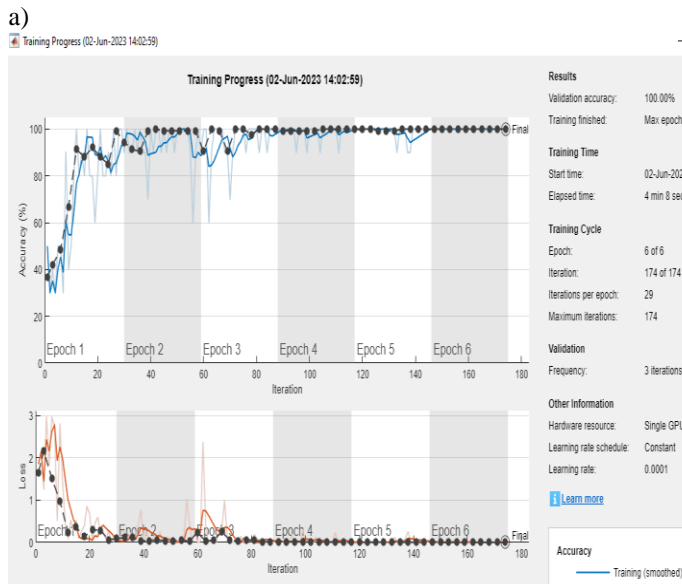 a)
Training Progress (02-Jun-2023 14:02:59)
Training Progress (02-Jun-2023 14:02:59)
Accuracy (%)
100
80
60
40
20
0
Epoch 1 Epoch 2 Epoch 3 Epoch 4 Epoch 5 Epoch 6
Final
0 20 40 60 80 100 120 140 160 180
Iteration
Loss
3
2
1
0
Epoch 1 Epoch 2 Epoch 3 Epoch 4 Epoch 5 Epoch 6
Final
0 20 40 60 80 100 120 140 160 180
Iteration
Results
Validation accuracy: 100.00%
Training finished: Max epoch
Training Time
Start time: 02-Jun-202
Elapsed time: 4 min 8 sec
Training Cycle
Epoch: 6 of 6
Iteration: 174 of 174
Iterations per epoch: 29
Maximum iterations: 174
Validation
Frequency: 3 iterations
Other Information
Hardware resource: Single GPU
Learning rate schedule: Constant
Learning rate: 0.0001
Learn more
Accuracy
Training (smoothed)